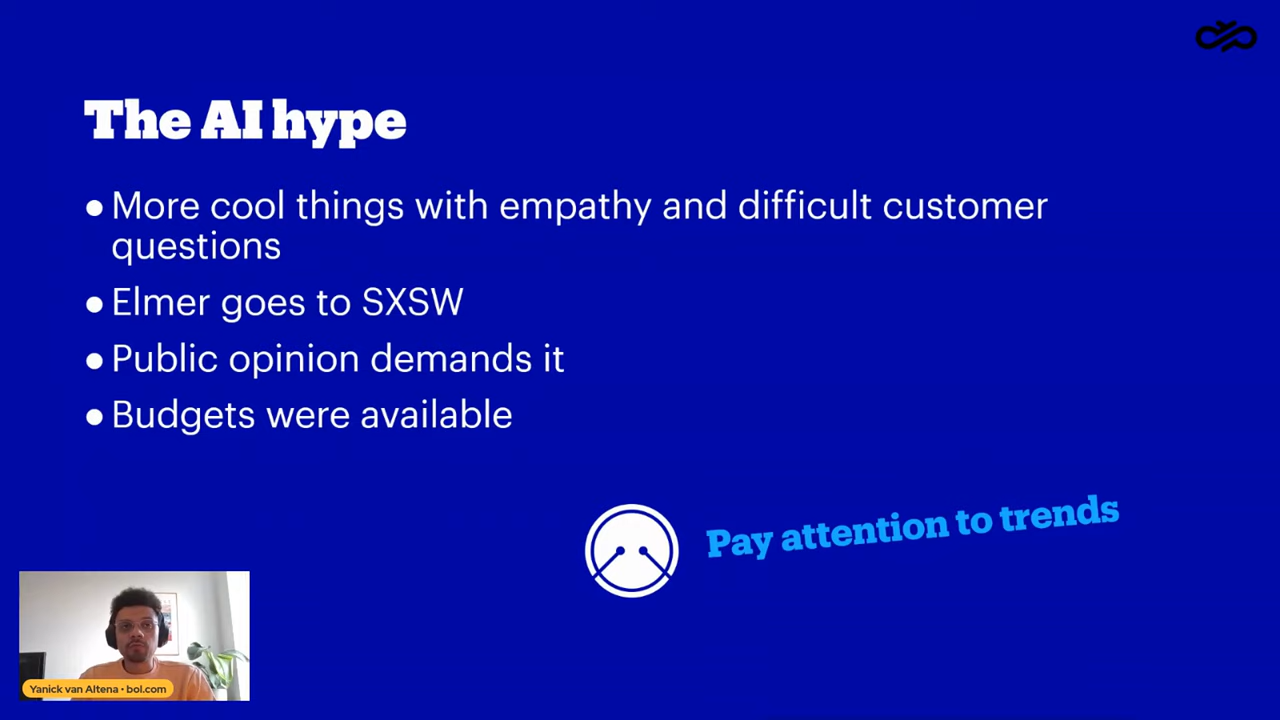 The AI hype
● More cool things with empathy and difficult customer
questions
● Elmer goes to SXSW
● Public opinion demands it
● Budgets were available
Pay attention to trends
Yanick van Altena • bol.com